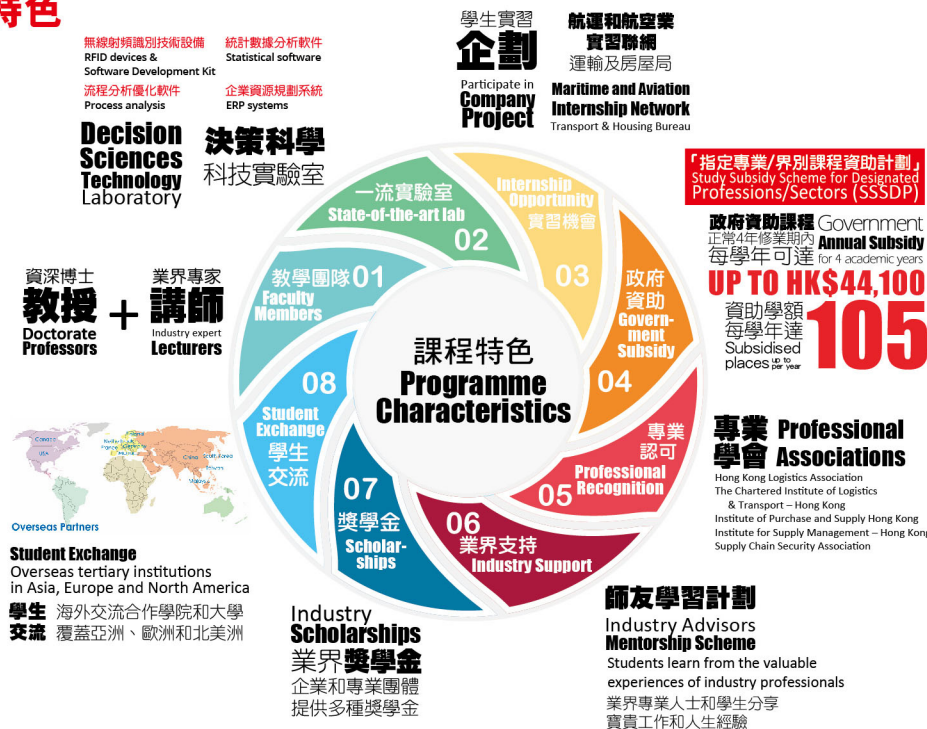 特色
無線射頻識別技術設備
RFID devices &
Software Development Kit
統計數據分析軟件
Statistical software
流程分析優化軟件
Process analysis
企業資源規劃系統
ERP systems
Decision
Sciences
Technology
Laboratory
決策科學
科技實驗室
學生實習
企劃
Participate in
Company
Project
航運和航空業
實習聯網
運輸及房屋局
Maritime and Aviation
Internship Network
Transport & Housing Bureau
「指定專業/界別課程資助計劃」
Study Subsidy Scheme for Designated
Professions/Sectors (SSSDP)
政府資助課程 Government
正常4年修業期內 Annual Subsidy
每學年可達 for 4 academic years
UP TO HK$44,100
資助學額
每學年達
Subsidised
places up to per year
105
資深博士
教授
Doctorate
Professors
+
業界專家
講師
Industry expert
Lecturers
教學團隊 01
Faculty
Members
一流實驗室
State-of-the-art lab
02
Internship
Opportunity
實習機會
03
政府
資助
Govern-
ment
Subsidy
04
專業
認可
Professional
05 Recognition
06
業界支持
Industry Support
07
獎學金
Scholar-
ships
08
Student
Exchange
學生
交流
課程特色
Programme
Characteristics
專業 Professional
學會 Associations
Hong Kong Logistics Association
The Chartered Institute of Logistics
& Transport – Hong Kong
Institute of Purchase and Supply Hong Kong
Institute for Supply Management – Hong Kong
Supply Chain Security Association
Canada
USA
Finland
France
China
South Korea
Taiwan
Malaysia
Overseas Partners
Student Exchange
Overseas tertiary institutions
in Asia, Europe and North America
學生 海外交流合作學院和大學
交流 覆蓋亞洲、歐洲和北美洲
Industry
Scholarships
業界獎學金
企業和專業團體
提供多種獎學金
師友學習計劃
Industry Advisors
Mentorship Scheme
Students learn from the valuable
experiences of industry professionals
業界專業人士和學生分享
寶貴工作和人生經驗